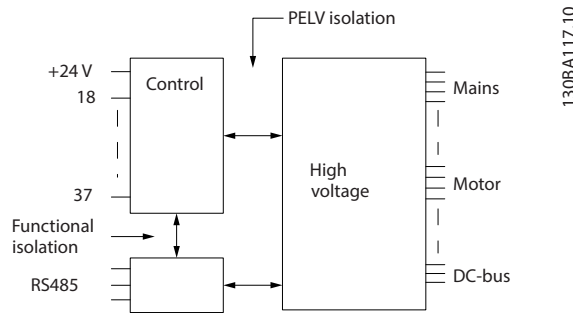 PELV isolation
+24 V
Control
18
37
Functional
isolation
RS485
High
voltage
Mains
Motor
DC-bus
130BA117.10